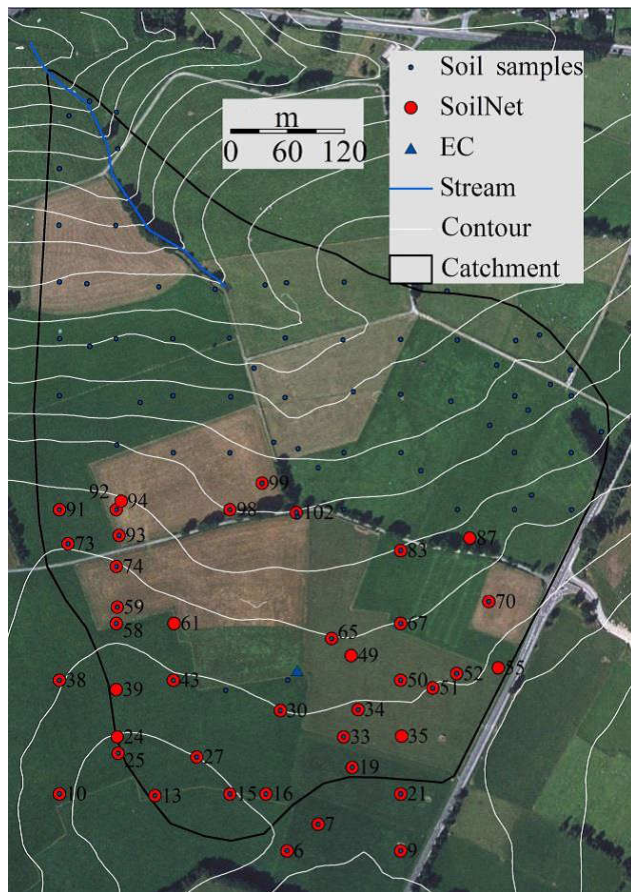 Soil samples
SoilNet
EC
Stream
Contour
Catchment
m
0 60 120
99
92 94
91 98 102
93
73 83 87
74
59 70
58 61 67
65
49 55
38 43 50 52
39 51
30 34
24 33 35
25 27 19
10 13 15 16 21
7
6 9